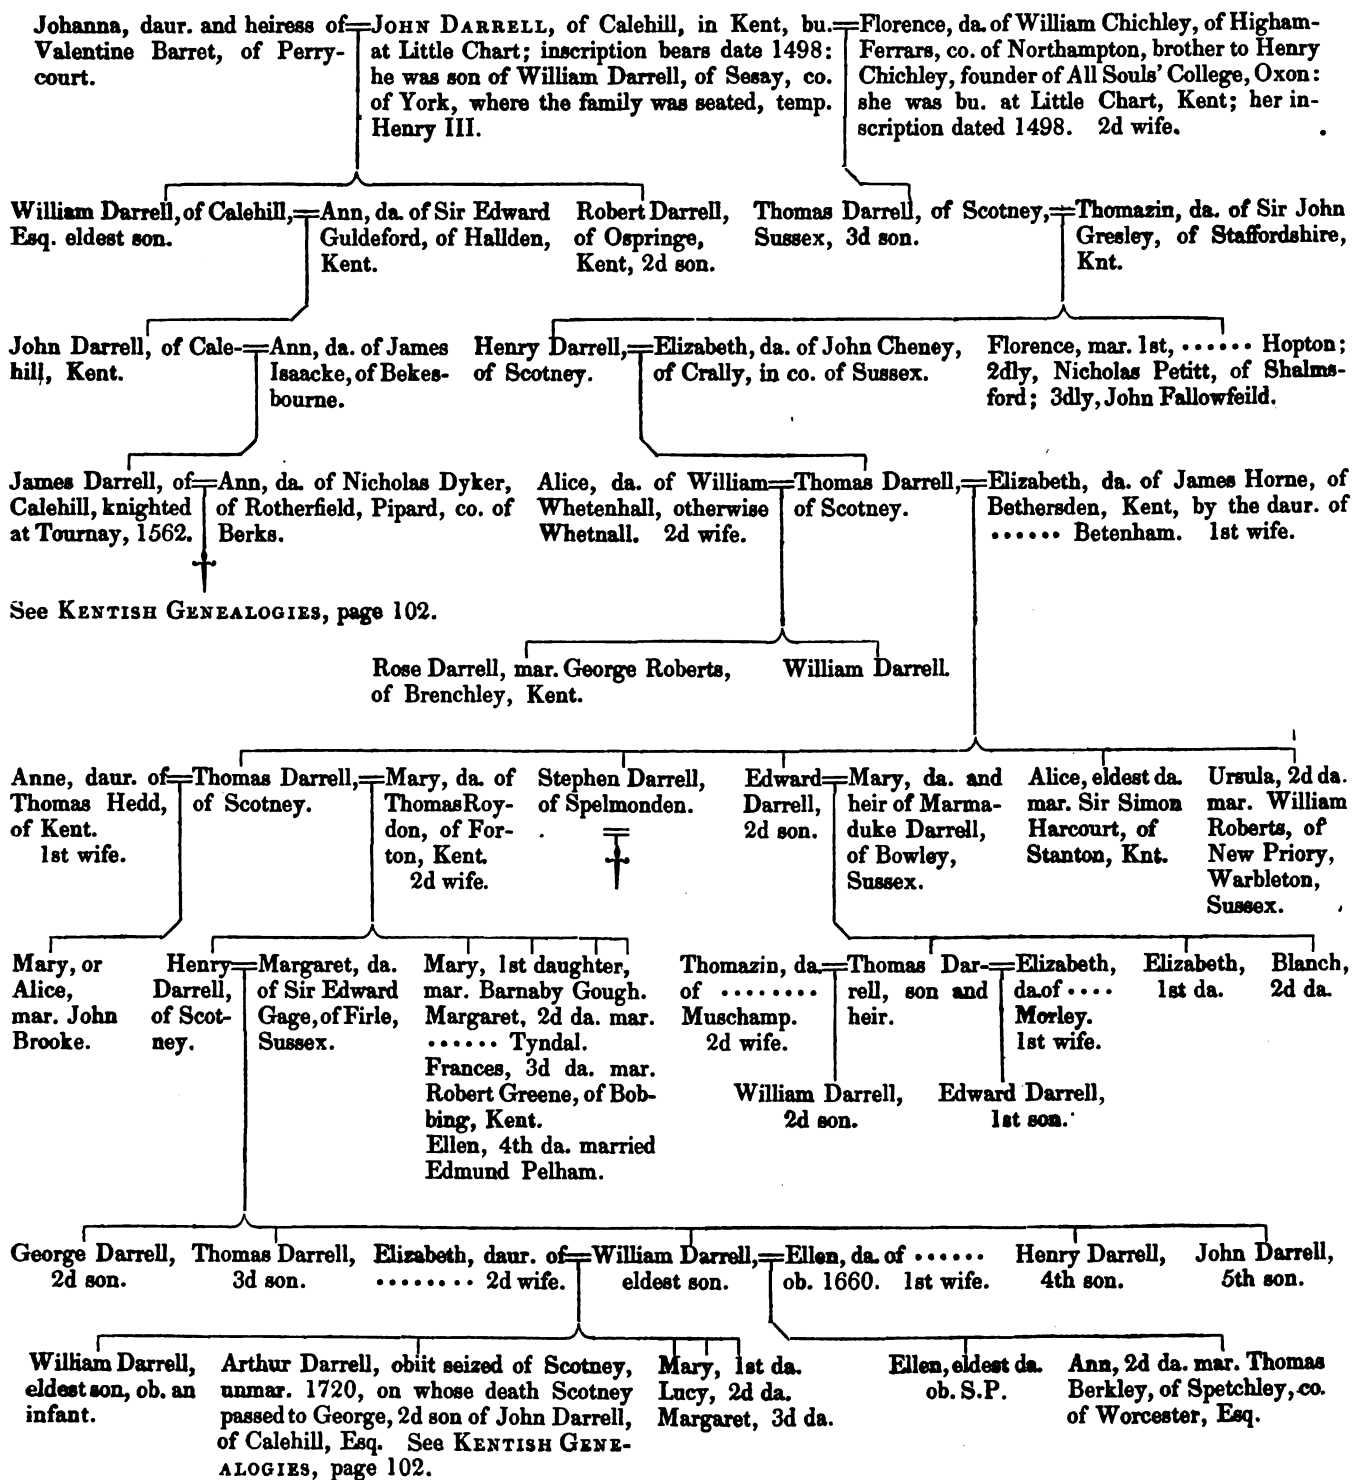 Johanna, daur. and heiress of
Valentine Barret, of Perry-
court.
JOHN DARRELL, of Calehill, in Kent, bu.
at Little Chart; inscription bears date 1498:
he was son of William Darrell, of Sesay, co.
of York, where the family was seated, temp.
Henry III.
Florence, da. of William Chichley, of Higham-
Ferrars, co. of Northampton, brother to Henry
Chichley, founder of All Souls' College, Oxon:
she was bu. at Little Chart, Kent; her in-
scription dated 1498. 2d wife.
William Darrell, of Calehill,
Esq. eldest son.
Ann, da. of Sir Edward
Guldeford, of Hallden,
Kent.
Robert Darrell,
of Ospringe,
Kent, 2d son.
Thomas Darrell, of Scotney,
Sussex, 3d son.
Thomazin, da. of Sir John
Gresley, of Staffordshire,
Knt.
John Darrell, of Cale-
hill, Kent.
Ann, da. of James
Isaacke, of Bekes-
bourne.
Henry Darrell,
of Scotney.
Elizabeth, da. of John Cheney,
of Crally, in co. of Sussex.
Florence, mar. 1st, ...... Hopton;
2dly, Nicholas Petitt, of Shalms-
ford; 3dly, John Fallowfeild.
James Darrell, of
Calehill, knighted
at Tournay, 1562.
Ann, da. of Nicholas Dyker,
of Rotherfield, Pipard, co. of
Berks.
Alice, da. of William
Whetenhall, otherwise
Whetnall. 2d wife.
Thomas Darrell,
of Scotney.
Elizabeth, da. of James Horne, of
Bethersden, Kent, by the daur. of
...... Betenham. 1st wife.
See KENTISH GENEALOGIES, page 102.
Rose Darrell, mar. George Roberts,
of Brenchley, Kent.
William Darrell.
Anne, daur. of
Thomas Hedd,
of Kent.
1st wife.
Thomas Darrell,
of Scotney.
Mary, da. of
Thomas Roy-
don, of For-
ton, Kent.
2d wife.
Stephen Darrell,
of Spelmonden.
Edward
Darrell,
2d son.
Mary, da. and
heir of Marma-
duke Darrell,
of Bowley,
Sussex.
Alice, eldest da.
mar. Sir Simon
Harcourt, of
Stanton, Knt.
Ursula, 2d da.
mar. William
Roberts, of
New Priory,
Warbleton,
Sussex.
Mary, or
Alice,
mar. John
Brooke.
Henry
Darrell,
of Scot-
ney.
Margaret, da.
of Sir Edward
Gage, of Firle,
Sussex.
Mary, 1st daughter,
mar. Barnaby Gough.
Margaret, 2d da. mar.
...... Tyndal.
Frances, 3d da. mar.
Robert Greene, of Bob-
bing, Kent.
Ellen, 4th da. married
Edmund Pelham.
Thomazin, da.
of ........
Muschamp.
2d wife.
Thomas Dar-
rell, son and
heir.
Elizabeth,
da. of ....
Morley.
1st wife.
Elizabeth,
1st da.
Blanch,
2d da.
William Darrell,
2d son.
Edward Darrell,
1st son.
George Darrell,
2d son.
Thomas Darrell,
3d son.
Elizabeth, daur. of
........ 2d wife.
William Darrell,
eldest son.
Ellen, da. of ......
ob. 1660. 1st wife.
Henry Darrell,
4th son.
John Darrell,
5th son.
William Darrell,
eldest son, ob. an
infant.
Arthur Darrell, obiit seized of Scotney,
unmar. 1720, on whose death Scotney
passed to George, 2d son of John Darrell,
of Calehill, Esq. See KENTISH GENE-
ALOGIES, page 102.
Mary, 1st da.
Lucy, 2d da.
Margaret, 3d da.
Ellen, eldest da.
ob. S.P.
Ann, 2d da. mar. Thomas
Berkley, of Spetchley, co.
of Worcester, Esq.